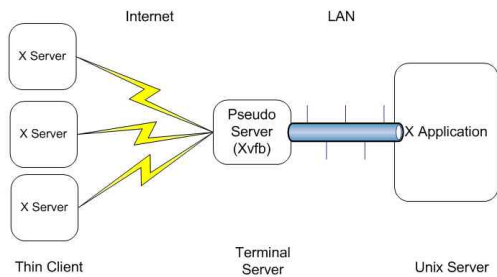 Internet
LAN
X Server
X Server
X Server
Pseudo
Server
(Xvfb)
X Application
Thin Client
Terminal
Server
Unix Server